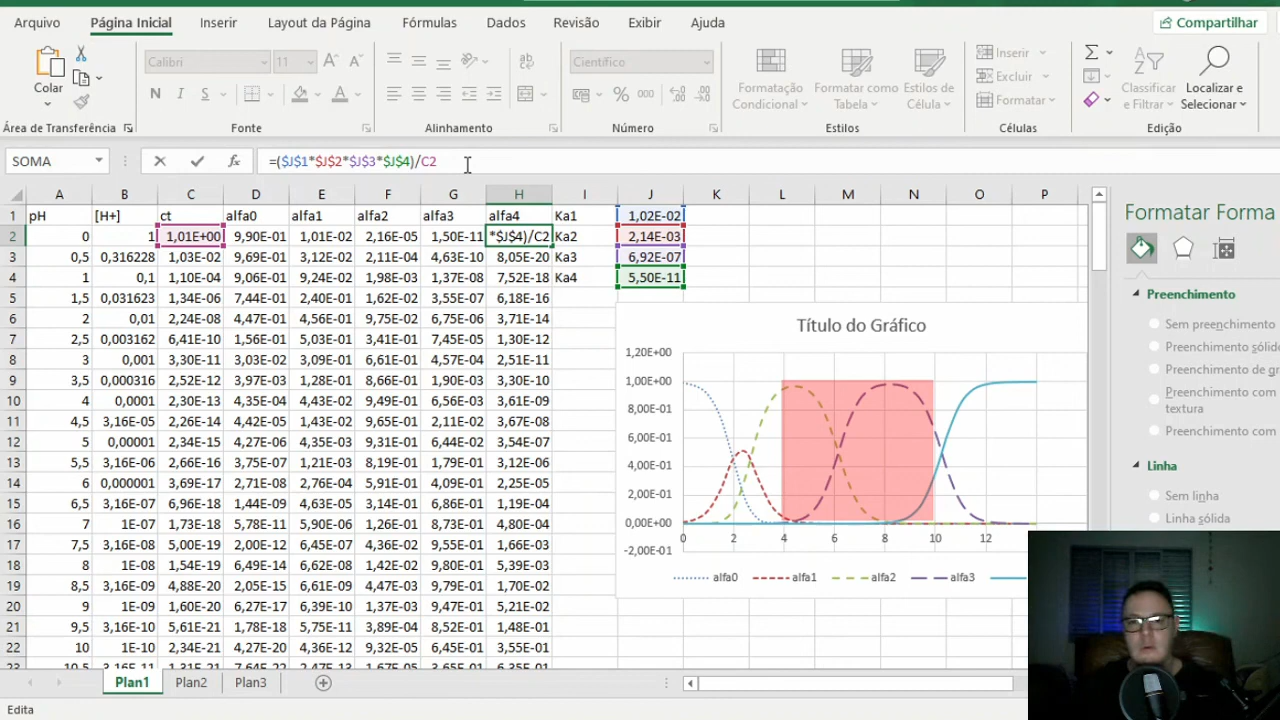 Arquivo Página Inicial Inserir Layout da Página Fórmulas Dados Revisão Exibir Ajuda Compartilhar
Colar
Calibri 11
Científico
Formatação Condicional
Formatar como Tabela
Estilos de Célula
Inserir
Excluir
Formatar
Classificar e Filtrar
Localizar e Selecionar
Área de Transferência Fonte Alinhamento Número Estilos Células Edição
SOMA fx =($J$1*$J$2*$J$3*$J$4)/C2
A B C D E F G H I J K L M N O P
1 pH [H+] ct alfa0 alfa1 alfa2 alfa3 alfa4 Ka1 1,02E-02
2 0 1 1,01E+00 9,90E-01 1,01E-02 2,16E-05 1,50E-11 *$J$4)/C2 Ka2 2,14E-03
3 0,5 0,316228 1,03E-02 9,69E-01 3,12E-02 2,11E-04 4,63E-10 8,05E-20 Ka3 6,92E-07
4 1 0,1 1,10E-04 9,06E-01 9,24E-02 1,98E-03 1,37E-08 7,52E-18 Ka4 5,50E-11
5 1,5 0,031623 1,34E-06 7,44E-01 2,40E-01 1,62E-02 3,55E-07 6,18E-16
6 2 0,01 2,24E-08 4,47E-01 4,56E-01 9,75E-02 6,75E-06 3,71E-14
7 2,5 0,003162 6,41E-10 1,56E-01 5,03E-01 3,41E-01 7,45E-05 1,30E-12
8 3 0,001 3,30E-11 3,03E-02 3,09E-01 6,61E-01 4,57E-04 2,51E-11
9 3,5 0,000316 2,52E-12 3,97E-03 1,28E-01 8,66E-01 1,90E-03 3,30E-10
10 4 0,0001 2,30E-13 4,35E-04 4,43E-02 9,49E-01 6,56E-03 3,61E-09
11 4,5 3,16E-05 2,26E-14 4,42E-05 1,43E-02 9,65E-01 2,11E-02 3,67E-08
12 5 0,00001 2,34E-15 4,27E-06 4,35E-03 9,31E-01 6,44E-02 3,54E-07
13 5,5 3,16E-06 2,66E-16 3,75E-07 1,21E-03 8,19E-01 1,79E-01 3,12E-06
14 6 0,000001 3,69E-17 2,71E-08 2,76E-04 5,91E-01 4,09E-01 2,25E-05
15 6,5 3,16E-07 6,96E-18 1,44E-09 4,63E-05 3,14E-01 6,86E-01 1,19E-04
16 7 1E-07 1,73E-18 5,78E-11 5,90E-06 1,26E-01 8,73E-01 4,80E-04
17 7,5 3,16E-08 5,00E-19 2,00E-12 6,45E-07 4,36E-02 9,55E-01 1,66E-03
18 8 1E-08 1,54E-19 6,49E-14 6,62E-08 1,42E-02 9,80E-01 5,39E-03
19 8,5 3,16E-09 4,88E-20 2,05E-15 6,61E-09 4,47E-03 9,79E-01 1,70E-02
20 9 1E-09 1,60E-20 6,27E-17 6,39E-10 1,37E-03 9,47E-01 5,21E-02
21 9,5 3,16E-10 5,61E-21 1,78E-18 5,75E-11 3,89E-04 8,52E-01 1,48E-01
22 10 1E-10 2,34E-21 4,27E-20 4,36E-12 9,32E-05 6,45E-01 3,55E-01
Título do Gráfico
1,20E+00
1,00E+00
8,00E-01
6,00E-01
4,00E-01
2,00E-01
0,00E+00
-2,00E-01
0 2 4 6 8 10 12
alfa0 alfa1 alfa2 alfa3
Formatar Forma
Preenchimento
Sem preenchimento
Preenchimento sólido
Preenchimento de gr
Preenchimento com
textura
Preenchimento com
Linha
Sem linha
Linha sólida
Plan1 Plan2 Plan3
Edita